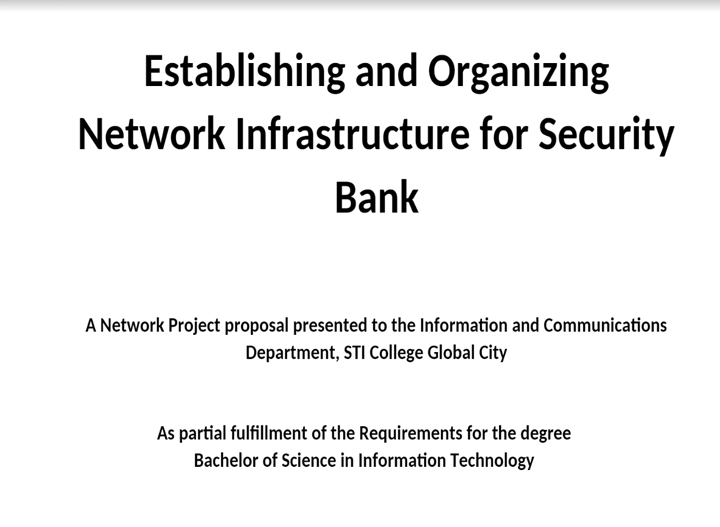 Establishing and Organizing
Network Infrastructure for Security
Bank
A Network Project proposal presented to the Information and Communications
Department, STI College Global City
As partial fulfillment of the Requirements for the degree
Bachelor of Science in Information Technology